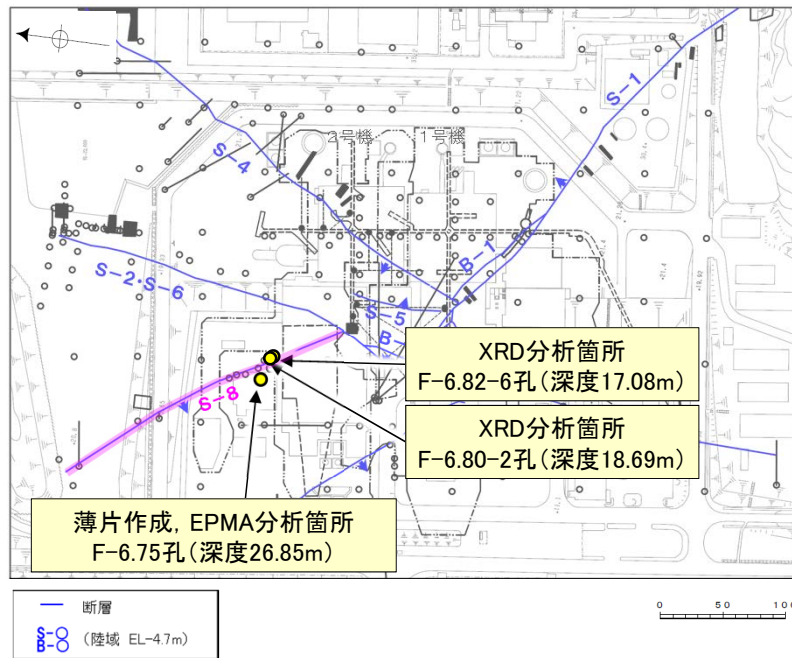 S-1
2号機
1号機
S-4
B-1
S-2・S-6
S-5
B-
S-8
XRD分析箇所
F-6.82-6孔(深度17.08m)
XRD分析箇所
F-6.80-2孔(深度18.69m)
薄片作成, EPMA分析箇所
F-6.75孔(深度26.85m)
断層
S-○
B-○ (陸域 EL-4.7m)
0 50 10